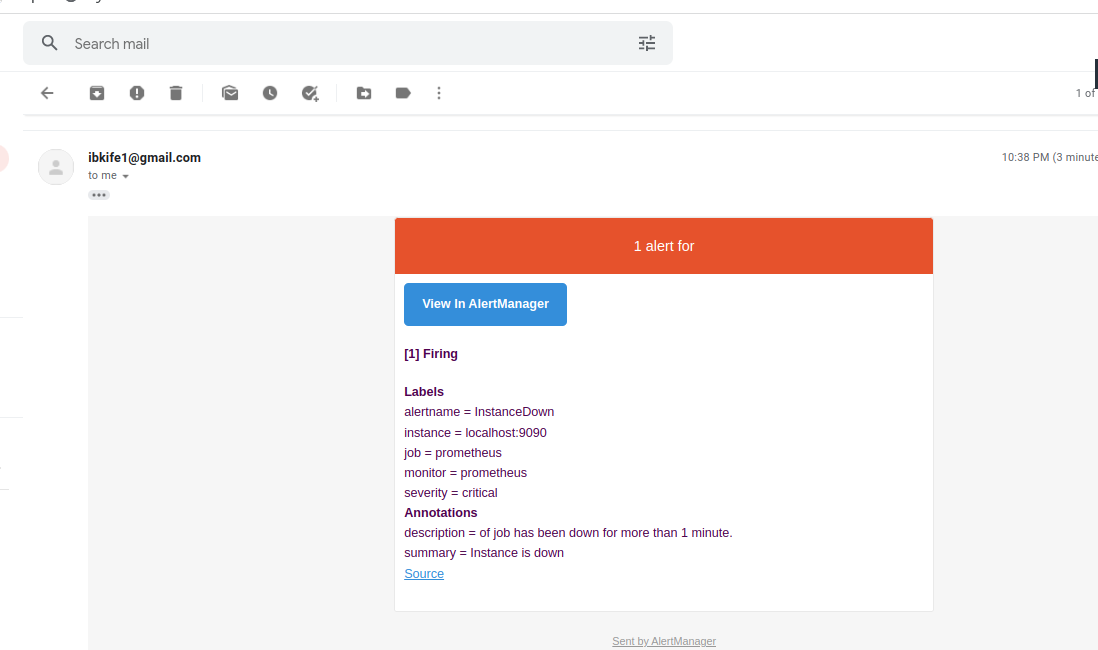 Search mail
1 of
ibkife1@gmail.com
10:38 PM (3 minute
to me
1 alert for
View In AlertManager
[1] Firing
Labels
alertname = InstanceDown
instance = localhost:9090
job = prometheus
monitor = prometheus
severity = critical
Annotations
description = of job has been down for more than 1 minute.
summary = Instance is down
Source
Sent by AlertManager